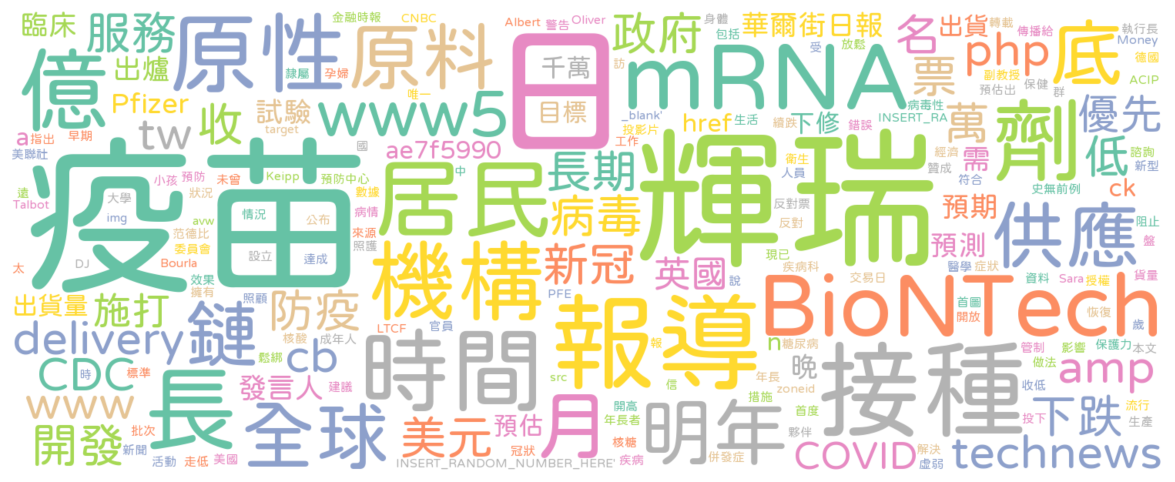 臨床 服務 原性 原料 金融時報 CNBC Albert 警告 Oliver 政府 身體 包括 受 放鬆 華爾街日報 名 出貨 轉載 傳播給 執行長 Money
億 出爐 隸屬 孕婦 日 千萬 訪 mRNA 票 php 副教授 預估出 保健 底 德國 ACIP 群
Pfizer 試驗 唯一 www5 目標 _blank' 投影片 href 生活 病毒性 INSERT_RA 萬 劑 優先
a 指出 早期 tw 收 target ae7f5990 工作 續跌 下修 錯誤 經濟 需 低 諮詢 新型
美聯社 疫苗 國 居民 中 長期 輝瑞 衛生 人員 贊成 符合 史無前例 ck
遠 Talbot 小孩 預防 未曾 Keipp 預防中心 數據 病毒 反對票 反對 預期 供應 阻止
大學 狀況 img 情況 公布 病情 來源 范德比 avw 設立 達成 照護 機構 新冠 英國 現已 說 預測 盤
DJ 委員會 太 Bourla 效果 擁有 疾病科 交易日 醫學 症狀 資料 Sara 授權 貨量
出貨量 施打 鏈 照顧 防疫 核酸 成年人 LTCF 官員 PFE 報導 BioNTech 首圖 開放 恢復 歲
delivery 鬆綁 時間 報 糖尿病 n 晚 管制 影響 保護力 本文
CDC 時 標準 cb 發言人 建議 src 信 年長 zoneid 接種 做法 amp
www 長 全球 月 措施 首度 明年 收低 投下 下跌 流行 生產
開發 批次 新聞 活動 走低 美國 美元 預估 開高 年長者 核糖 夥伴 COVID 解決 虛弱 technews
INSERT_RANDOM_NUMBER_HERE' 冠狀 疾病 併發症